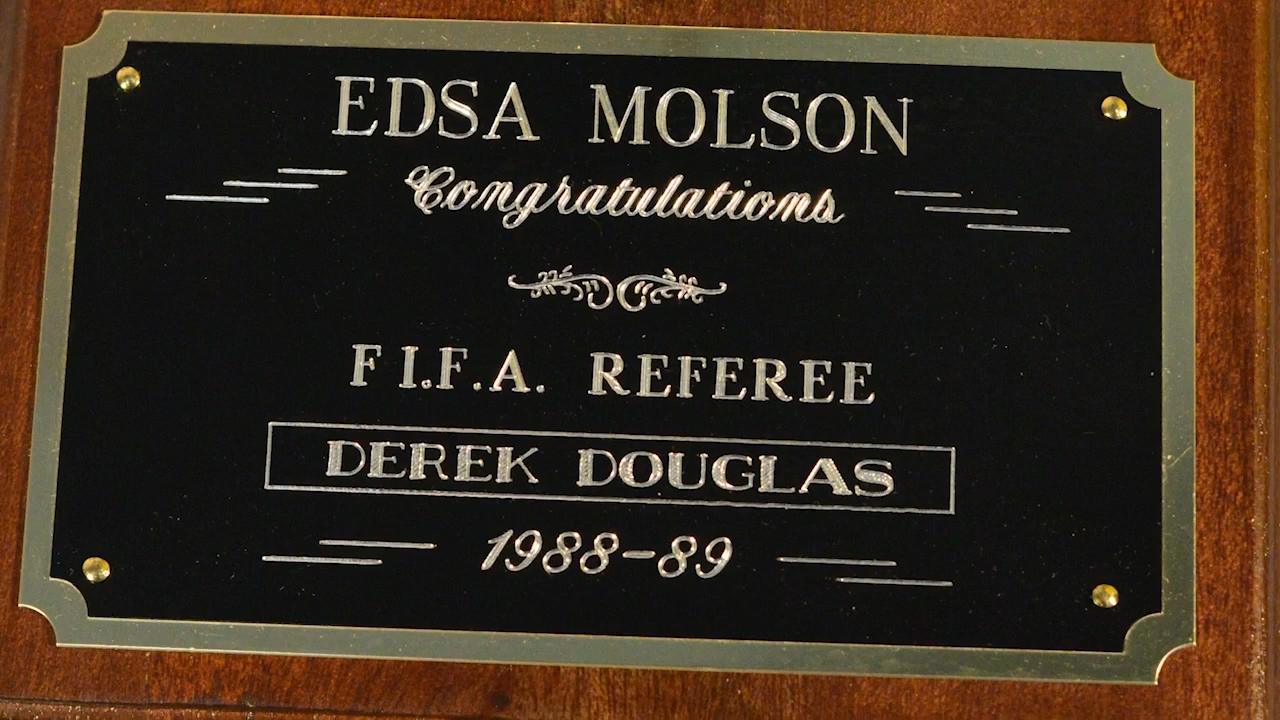 EDSA MOLSON
Congratulations
F I.F.A. REFEREE
DEREK DOUGLAS
1988-89